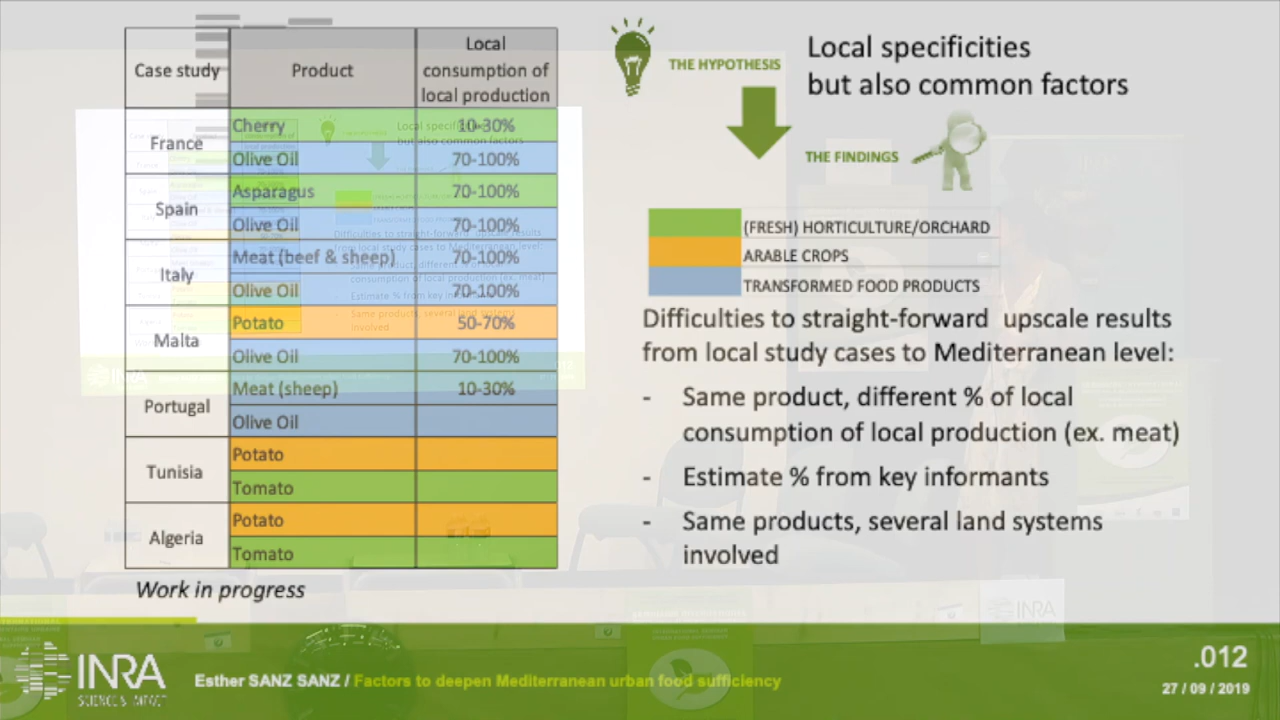 Case study
Product
Local
consumption of
local production
France
Cherry
10-30%
Olive Oil
70-100%
Spain
Asparagus
70-100%
Olive Oil
70-100%
Italy
Meat (beef & sheep)
70-100%
Olive Oil
70-100%
Malta
Potato
50-70%
Olive Oil
70-100%
Portugal
Meat (sheep)
10-30%
Olive Oil
Tunisia
Potato
Tomato
Algeria
Potato
Tomato
Work in progress
THE HYPOTHESIS
Local specificities
but also common factors
THE FINDINGS
(FRESH) HORTICULTURE/ORCHARD
ARABLE CROPS
TRANSFORMED FOOD PRODUCTS
Difficulties to straight-forward upscale results
from local study cases to Mediterranean level:
- Same product, different % of local
consumption of local production (ex. meat)
- Estimate % from key informants
- Same products, several land systems
involved
INRA
SCIENCE & IMPACT
Esther SANZ SANZ / Factors to deepen Mediterranean urban food sufficiency
.012
27 / 09 / 2019
INRA